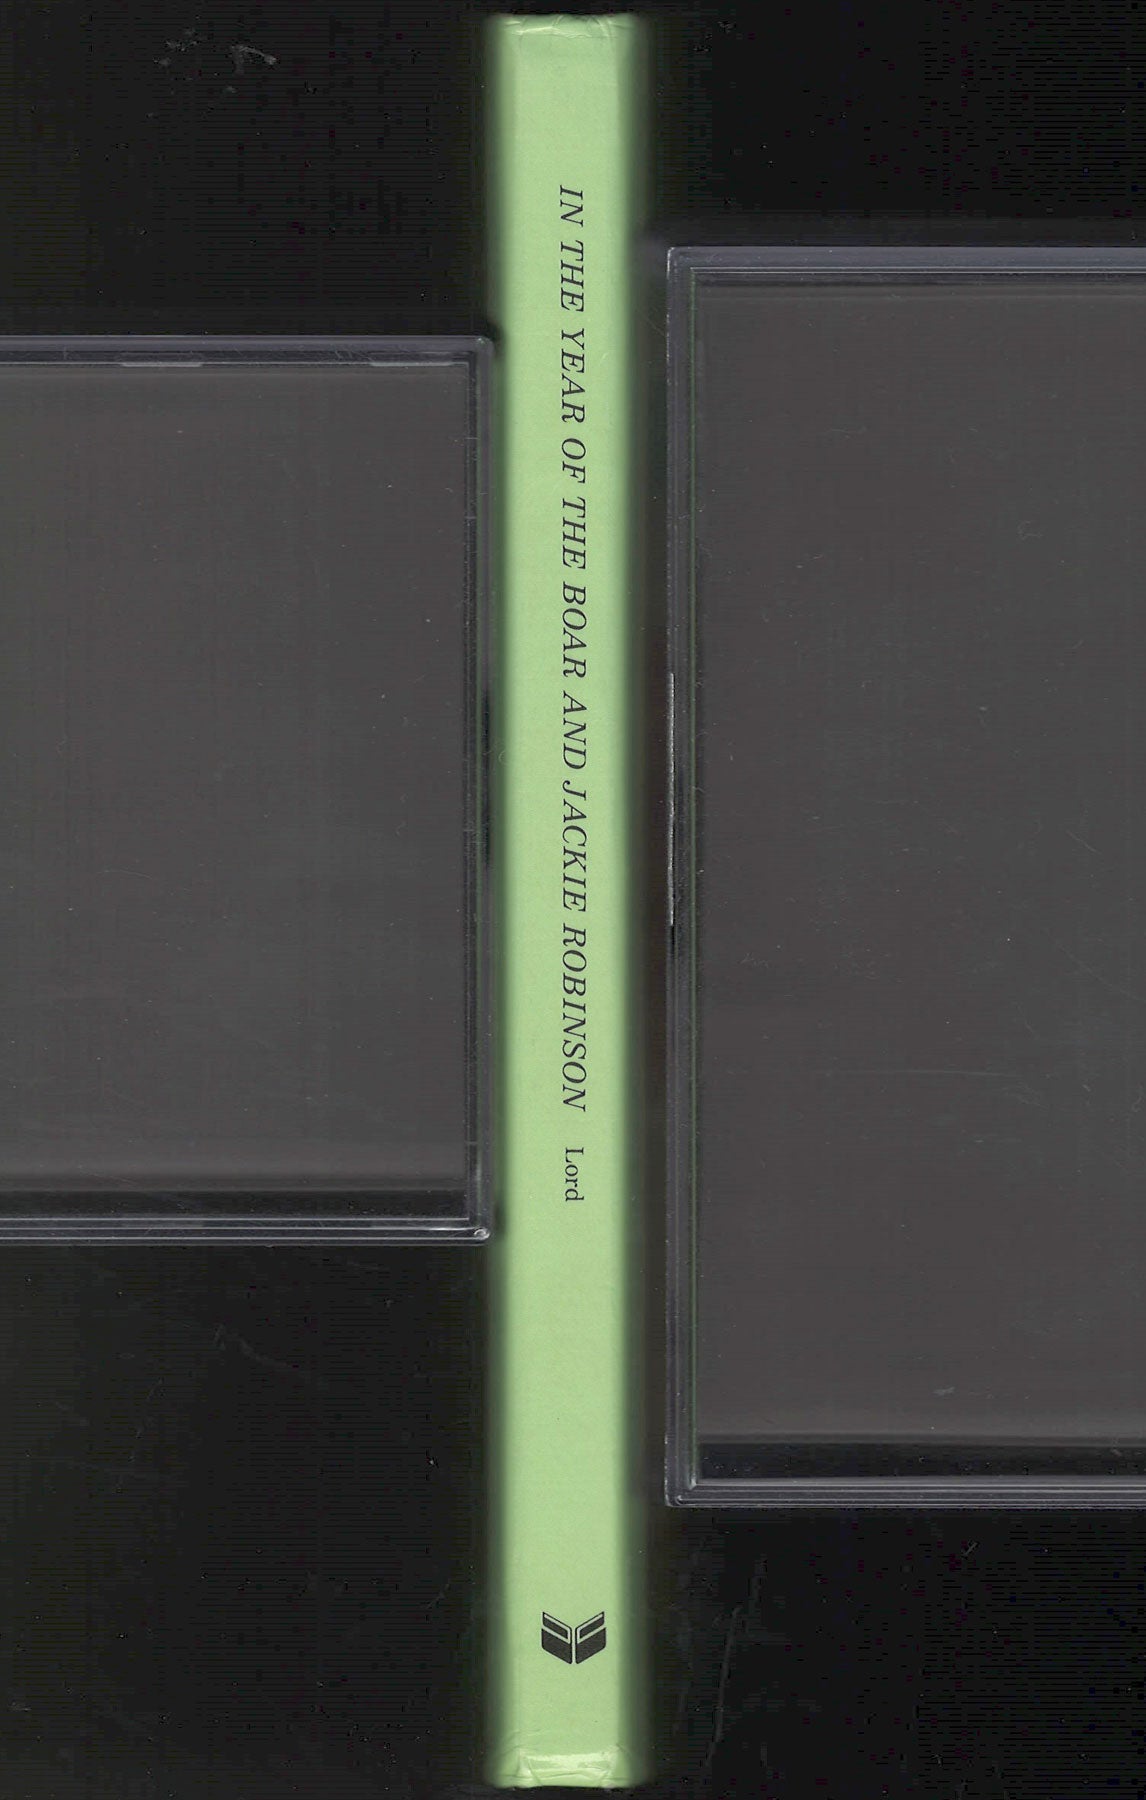 IN THE YEAR OF THE BOAR AND JACKIE ROBINSON Lord